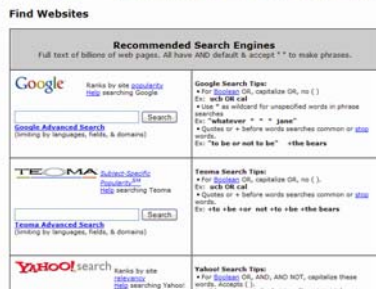 Find Websites
Recommended Search Engines
Full text of billions of web pages. All have AND default & accept " " to make phrases.
Google
Ranks by site popularity
Help searching Google
Search
Google Advanced Search
(limiting by languages, fields, & domains)
Google Search Tips:
• For Boolean OR, capitalize OR, no ( )
Ex: ucb OR cal
• Use * as wildcard for unspecified words in phrase
searches
Ex: "whatever * * * jane"
• Quotes or + before words searches common or stop
words.
Ex: "to be or not to be" +the bears
TEOMA
Subject-Specific
Popularity SM
Help searching Teoma
Search
Teoma Advanced Search
(limiting by languages, fields, & domains)
Teoma Search Tips:
• For Boolean OR, capitalize OR, no ( ).
Ex: ucb OR cal
• Quotes or + before words searches common or stop
words.
Ex: +to +be +or not +to +be +the bears
YAHOO! search
Ranks by site
relevancy
Help searching Yahoo!
Yahoo! Search Tips:
• For Boolean OR, AND, AND NOT, capitalize these
words. Accepts ( ).